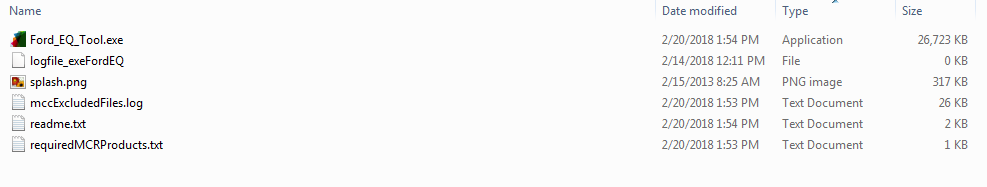 Name Date modified Type Size
Ford_EQ_Tool.exe 2/20/2018 1:54 PM Application 26,723 KB
logfile_exeFordEQ 2/14/2018 12:11 PM File 0 KB
splash.png 2/15/2013 8:25 AM PNG image 317 KB
mccExcludedFiles.log 2/20/2018 1:53 PM Text Document 26 KB
readme.txt 2/20/2018 1:54 PM Text Document 2 KB
requiredMCRProducts.txt 2/20/2018 1:53 PM Text Document 1 KB